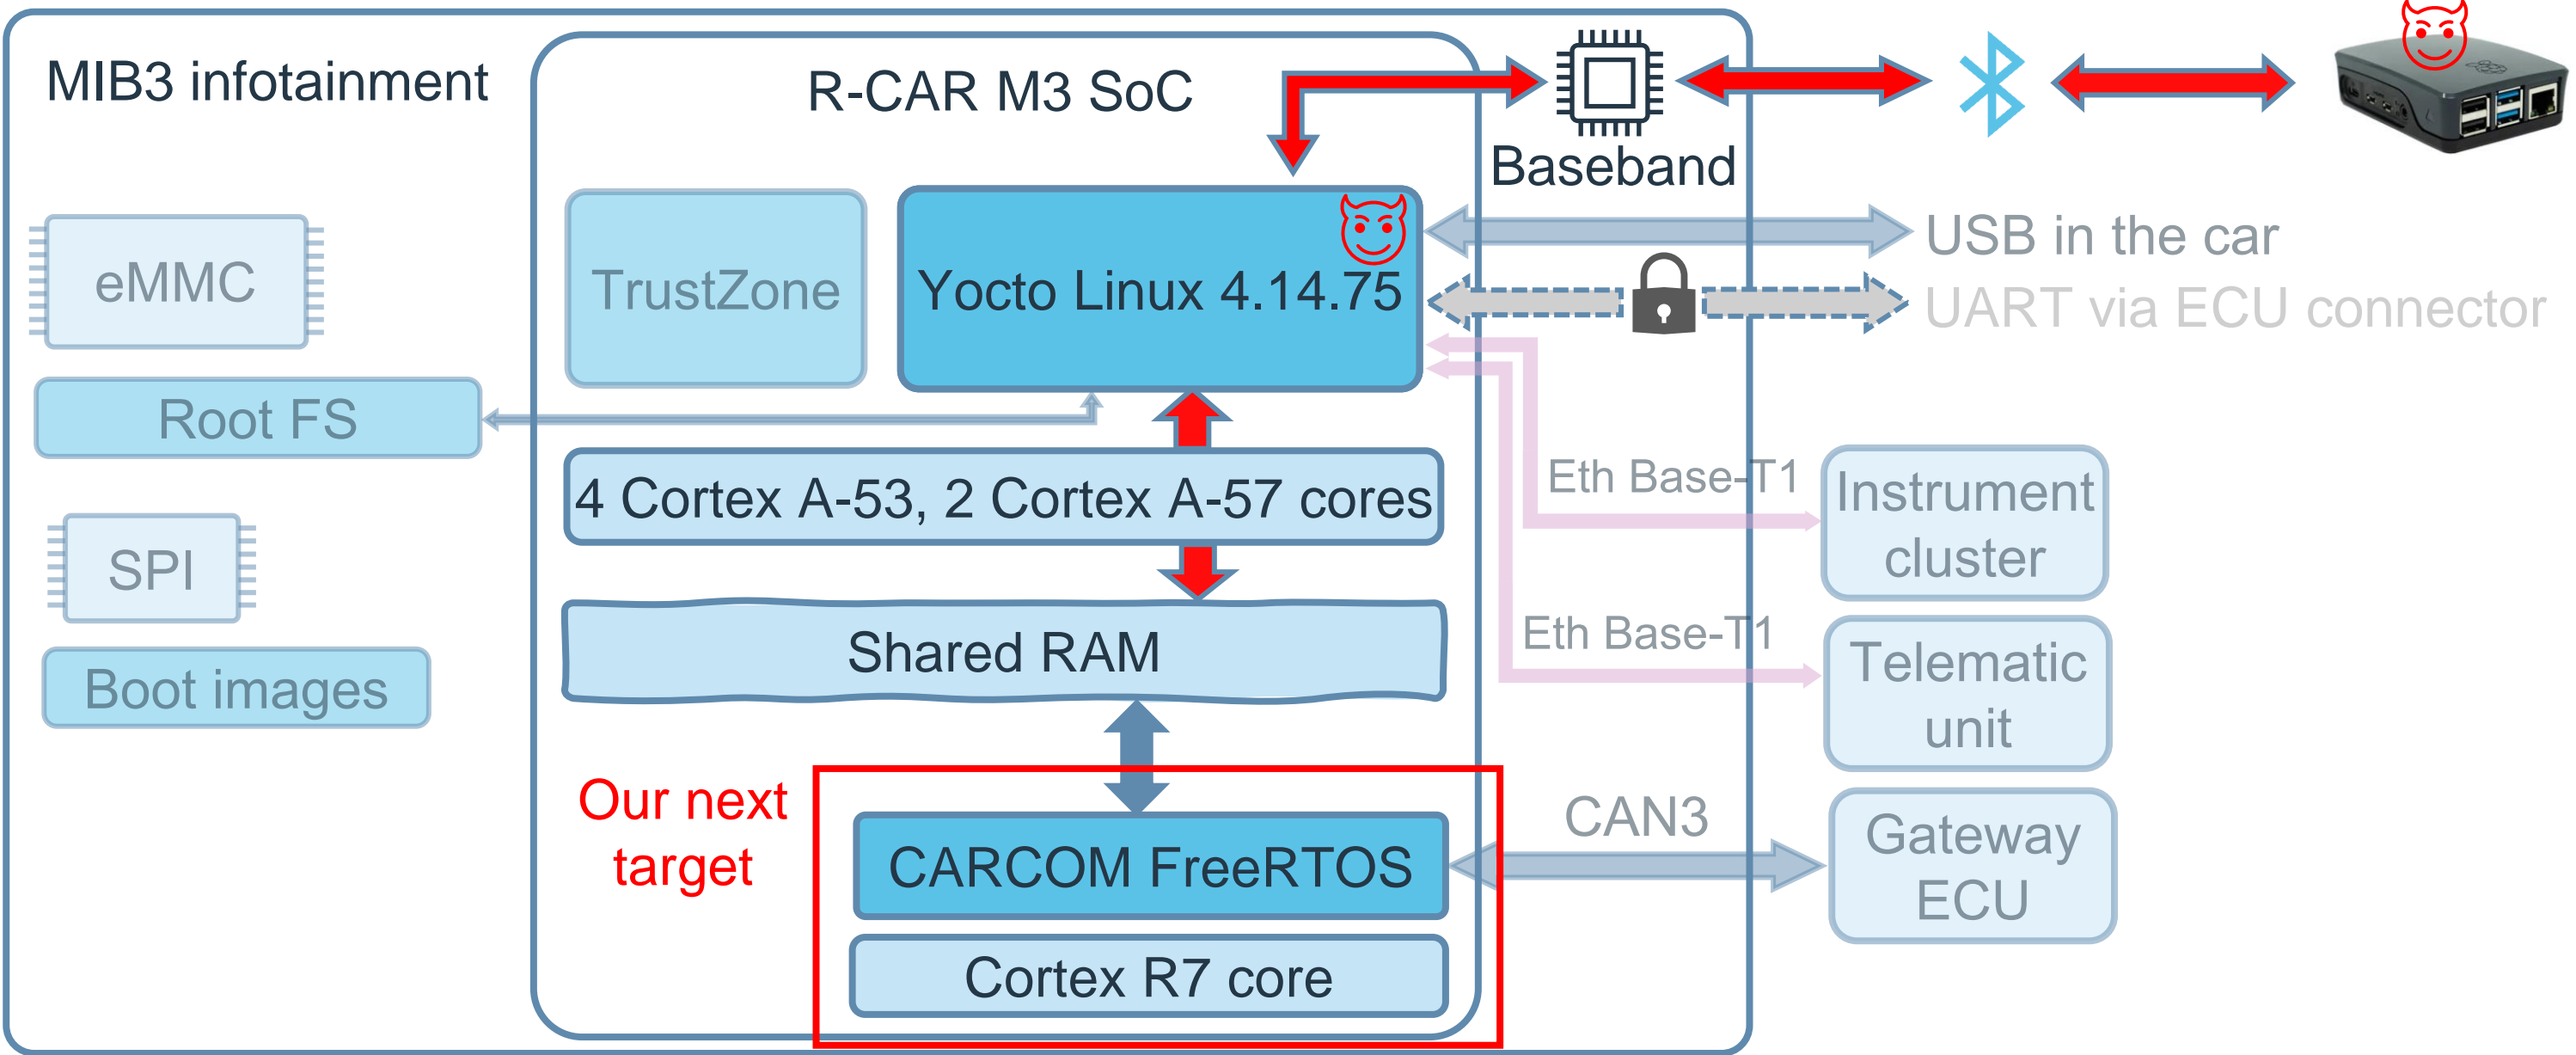 MIB3 infotainment
R-CAR M3 SoC
Baseband
eMMC
TrustZone
Yocto Linux 4.14.75
USB in the car
UART via ECU connector
Root FS
4 Cortex A-53, 2 Cortex A-57 cores
Eth Base-T1
Instrument
cluster
SPI
Shared RAM
Eth Base-T1
Telematic
unit
Boot images
Our next
target
CARCOM FreeRTOS
CAN3
Gateway
ECU
Cortex R7 core